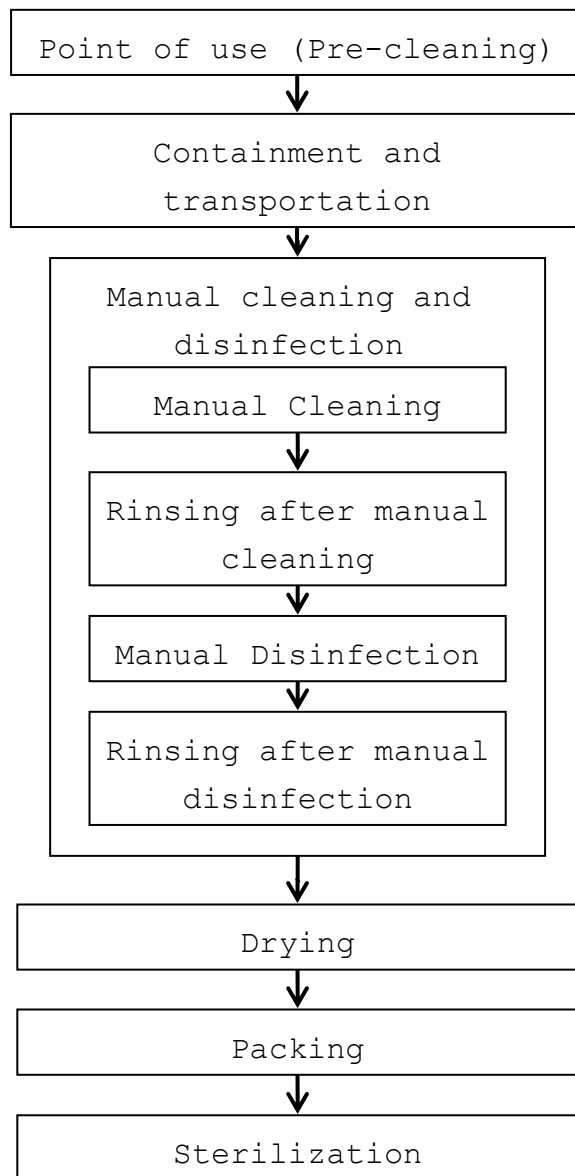 Point of use (Pre-cleaning)
Containment and
transportation
Manual cleaning and
disinfection
Manual Cleaning
Rinsing after manual
cleaning
Manual Disinfection
Rinsing after manual
disinfection
Drying
Packing
Sterilization